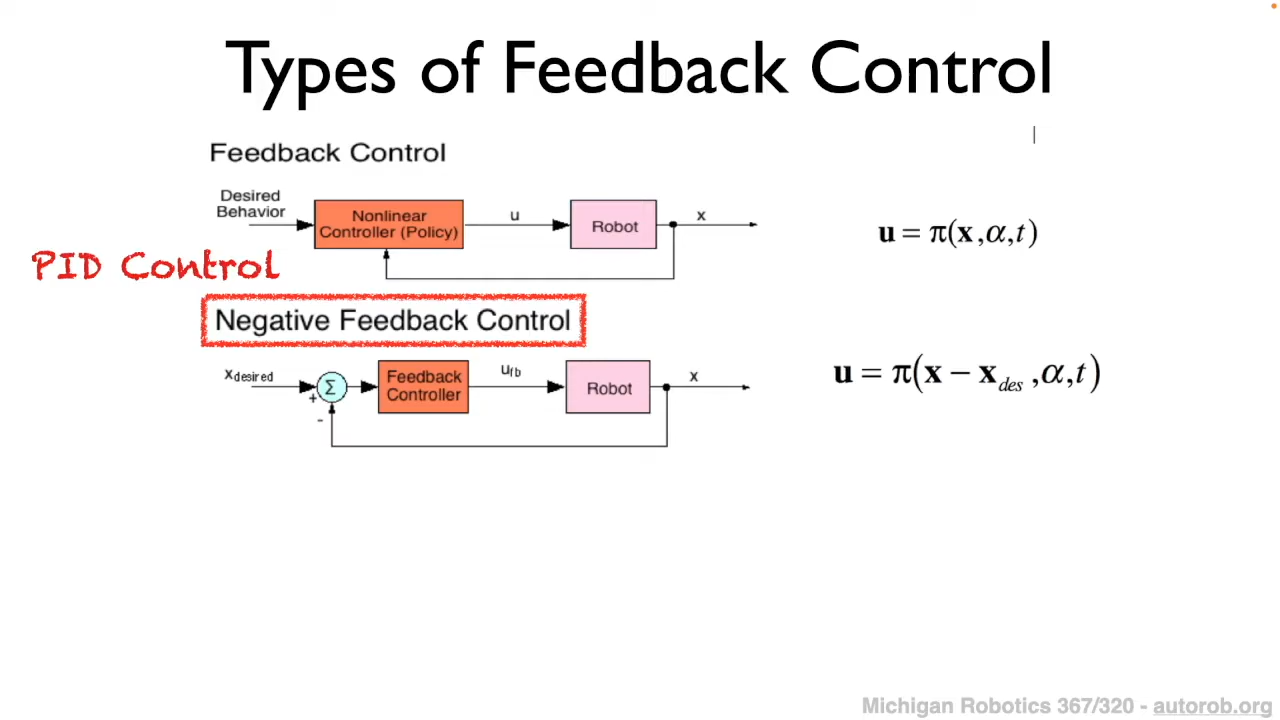 Types of Feedback Control
Feedback Control
Desired
Behavior
Nonlinear
Controller (Policy)
u
Robot
x
u = π(x,α,t)
PID Control
Negative Feedback Control
xdesired
Σ
+
-
Feedback
Controller
ufb
Robot
x
u = π(x − xdes,α,t)
Michigan Robotics 367/320 - autorob.org